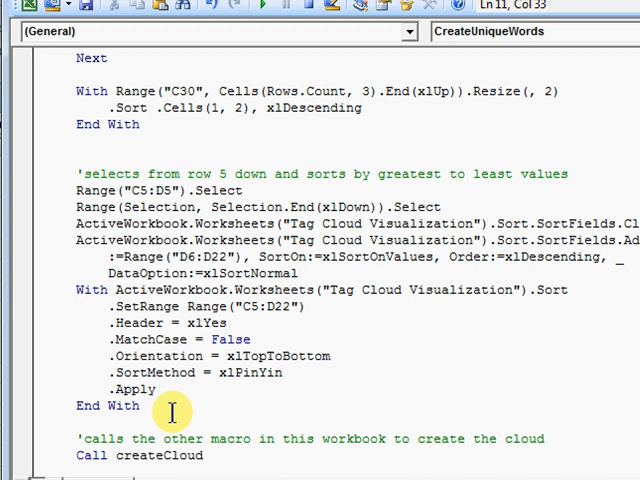 Ln 11, Col 33
(General)
CreateUniqueWords
Next
With Range("C30", Cells(Rows.Count, 3).End(xlUp)).Resize(, 2)
.Sort .Cells(1, 2), xlDescending
End With
'selects from row 5 down and sorts by greatest to least values
Range("C5:D5").Select
Range(Selection, Selection.End(xlDown)).Select
ActiveWorkbook.Worksheets("Tag Cloud Visualization").Sort.SortFields.Cl
ActiveWorkbook.Worksheets("Tag Cloud Visualization").Sort.SortFields.Ad
:=Range("D6:D22"), SortOn:=xlSortOnValues, Order:=xlDescending, _
DataOption:=xlSortNormal
With ActiveWorkbook.Worksheets("Tag Cloud Visualization").Sort
.SetRange Range("C5:D22")
.Header = xlYes
.MatchCase = False
.Orientation = xlTopToBottom
.SortMethod = xlPinYin
.Apply
End With
'calls the other macro in this workbook to create the cloud
Call createCloud